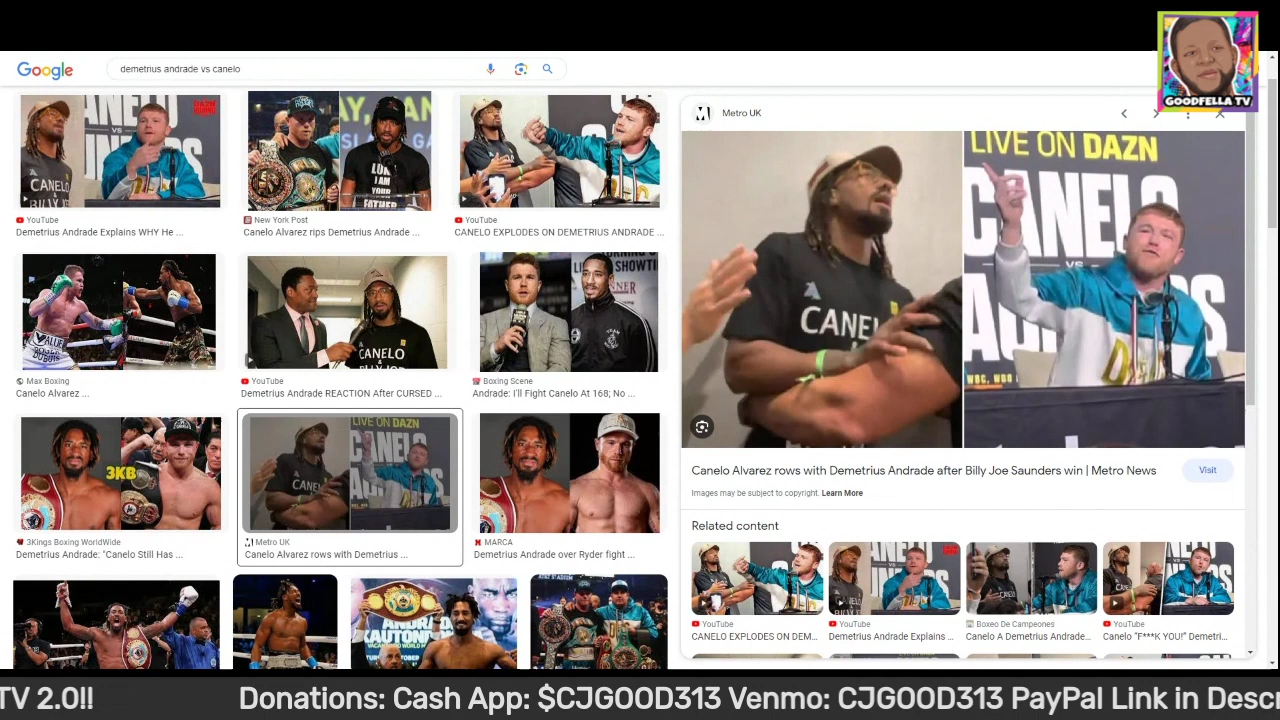 GOODFELLA TV
Google
demetrius andrade vs canelo
YouTube
Demetrius Andrade Explains WHY He ...
New York Post
Canelo Alvarez rips Demetrius Andrade ...
YouTube
CANELO EXPLODES ON DEMETRIUS ANDRADE ...
Max Boxing
Canelo Alvarez ...
YouTube
Demetrius Andrade REACTION After CURSED ...
Boxing Scene
Andrade: I'll Fight Canelo At 168; No ...
3KB
3Kings Boxing WorldWide
Demetrius Andrade: "Canelo Still Has ...
Metro UK
Canelo Alvarez rows with Demetrius ...
MARCA
Demetrius Andrade over Ryder fight ...
Metro UK
LIVE ON DAZN
CANELO
VS
CANEL
Canelo Alvarez rows with Demetrius Andrade after Billy Joe Saunders win | Metro News
Visit
Images may be subject to copyright. Learn More
Related content
YouTube
CANELO EXPLODES ON DEM...
YouTube
Demetrius Andrade Explains ...
Boxeo De Campeones
Canelo A Demetrius Andrade...
YouTube
Canelo "F***K YOU!" Demetri...
TV 2.0!! Donations: Cash App: $CJGOOD313 Venmo: CJGOOD313 PayPal Link in Descr